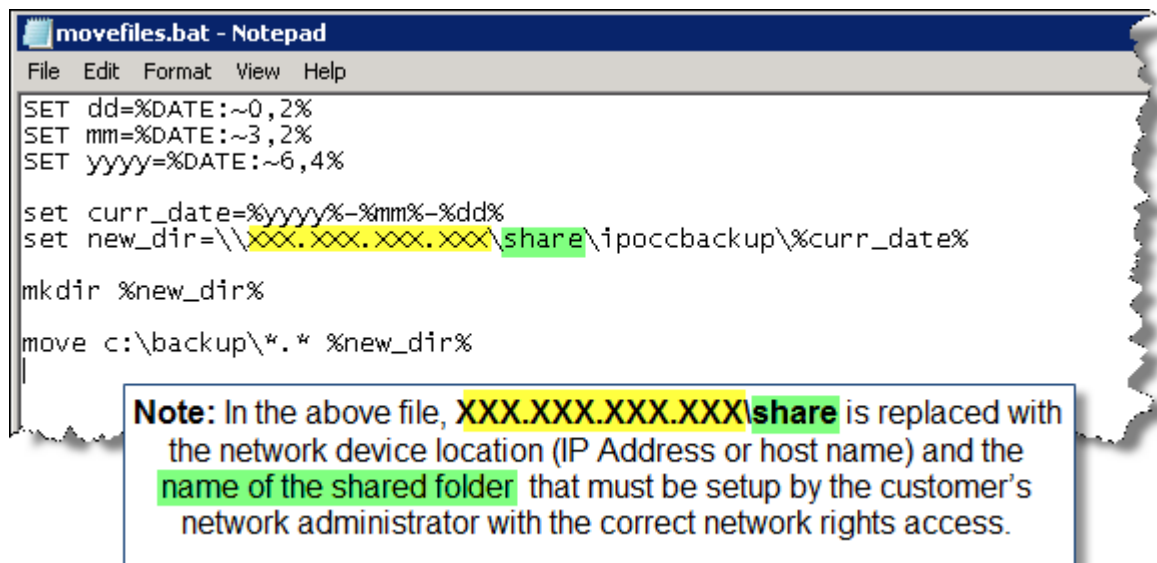 movefiles.bat - Notepad
File Edit Format View Help
SET dd=%DATE:~0,2%
SET mm=%DATE:~3,2%
SET yyyy=%DATE:~6,4%
set curr_date=%yyyy%-%mm%-%dd%
set new_dir=\\XXX.XXX.XXX.XXX\share\ipoccbackup\%curr_date%
mkdir %new_dir%
move c:\backup\*.* %new_dir%
Note: In the above file, XXX.XXX.XXX.XXX\share is replaced with
the network device location (IP Address or host name) and the
name of the shared folder that must be setup by the customer's
network administrator with the correct network rights access.